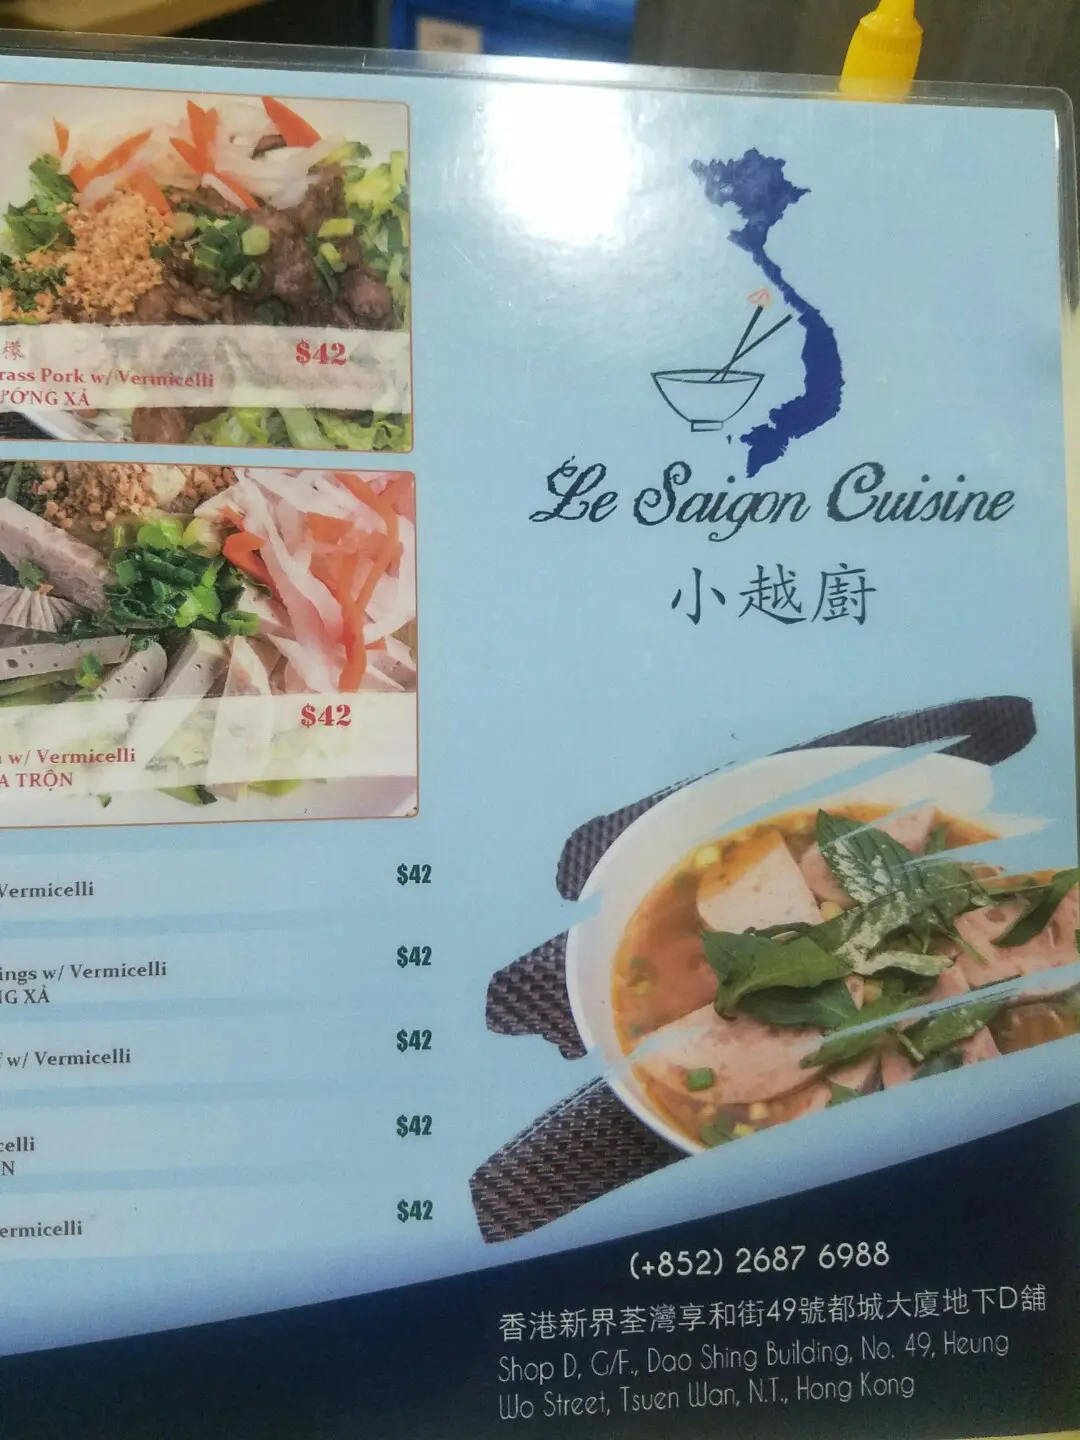 檬
$42
rass Pork w/ Vermicelli
ƯỚNG XẢ
$42
w/ Vermicelli
A TRỘN
Vermicelli
$42
ings w/ Vermicelli
$42
G XẢ
w/ Vermicelli
$42
celli
$42
N
ermicelli
$42
Le Saigon Cuisine
小越廚
(+852) 2687 6988
香港新界荃灣享和街49號都城大廈地下D舖
Shop D, G/F., Dao Shing Building, No. 49, Heung
Wo Street, Tsuen Wan, N.T., Hong Kong